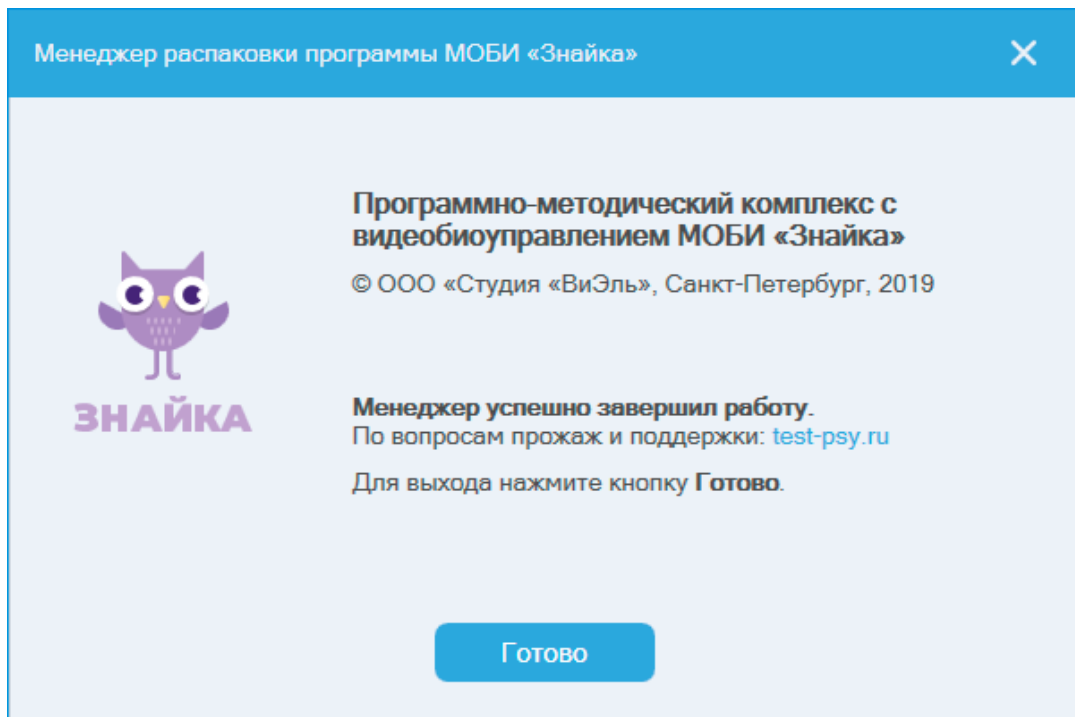 Менеджер распаковки программы МОБИ «Знайка»
Программно-методический комплекс с
видеобиоуправлением МОБИ «Знайка»
© ООО «Студия «ВиЭль», Санкт-Петербург, 2019
ЗНАЙКА
Менеджер успешно завершил работу.
По вопросам прожаж и поддержки: test-psy.ru
Для выхода нажмите кнопку Готово.
Готово